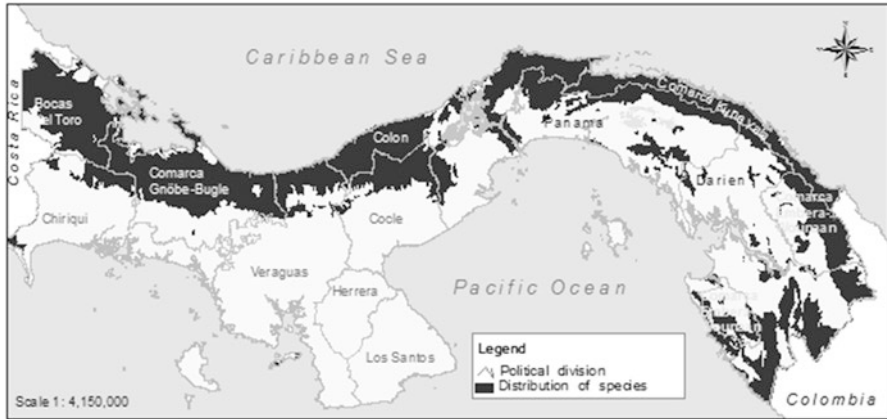 Caribbean Sea
Costa Rica
Bocas
del Toro
Comarca
Gnöbe-Bugle
Colon
Panama
Comarca Kuna Yala
Chiriqui
Cocle
Darien
Veraguas
Herrera
Los Santos
Pacific Ocean
Legend
Political division
Distribution of species
Scale 1: 4,150,000
Colombia